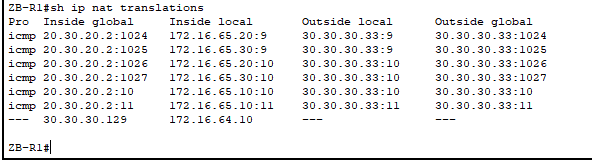 ZB-R1#sh ip nat translations
Pro  Inside global     Inside local       Outside local      Outside global
icmp 20.30.20.2:1024   172.16.65.20:9     30.30.30.33:9      30.30.30.33:1024
icmp 20.30.20.2:1025   172.16.65.30:9     30.30.30.33:9      30.30.30.33:1025
icmp 20.30.20.2:1026   172.16.65.20:10    30.30.30.33:10     30.30.30.33:1026
icmp 20.30.20.2:1027   172.16.65.30:10    30.30.30.33:10     30.30.30.33:1027
icmp 20.30.20.2:10     172.16.65.10:10    30.30.30.33:10     30.30.30.33:10
icmp 20.30.20.2:11     172.16.65.10:11    30.30.30.33:11     30.30.30.33:11
---  30.30.30.129      172.16.64.10       ---                ---
ZB-R1#